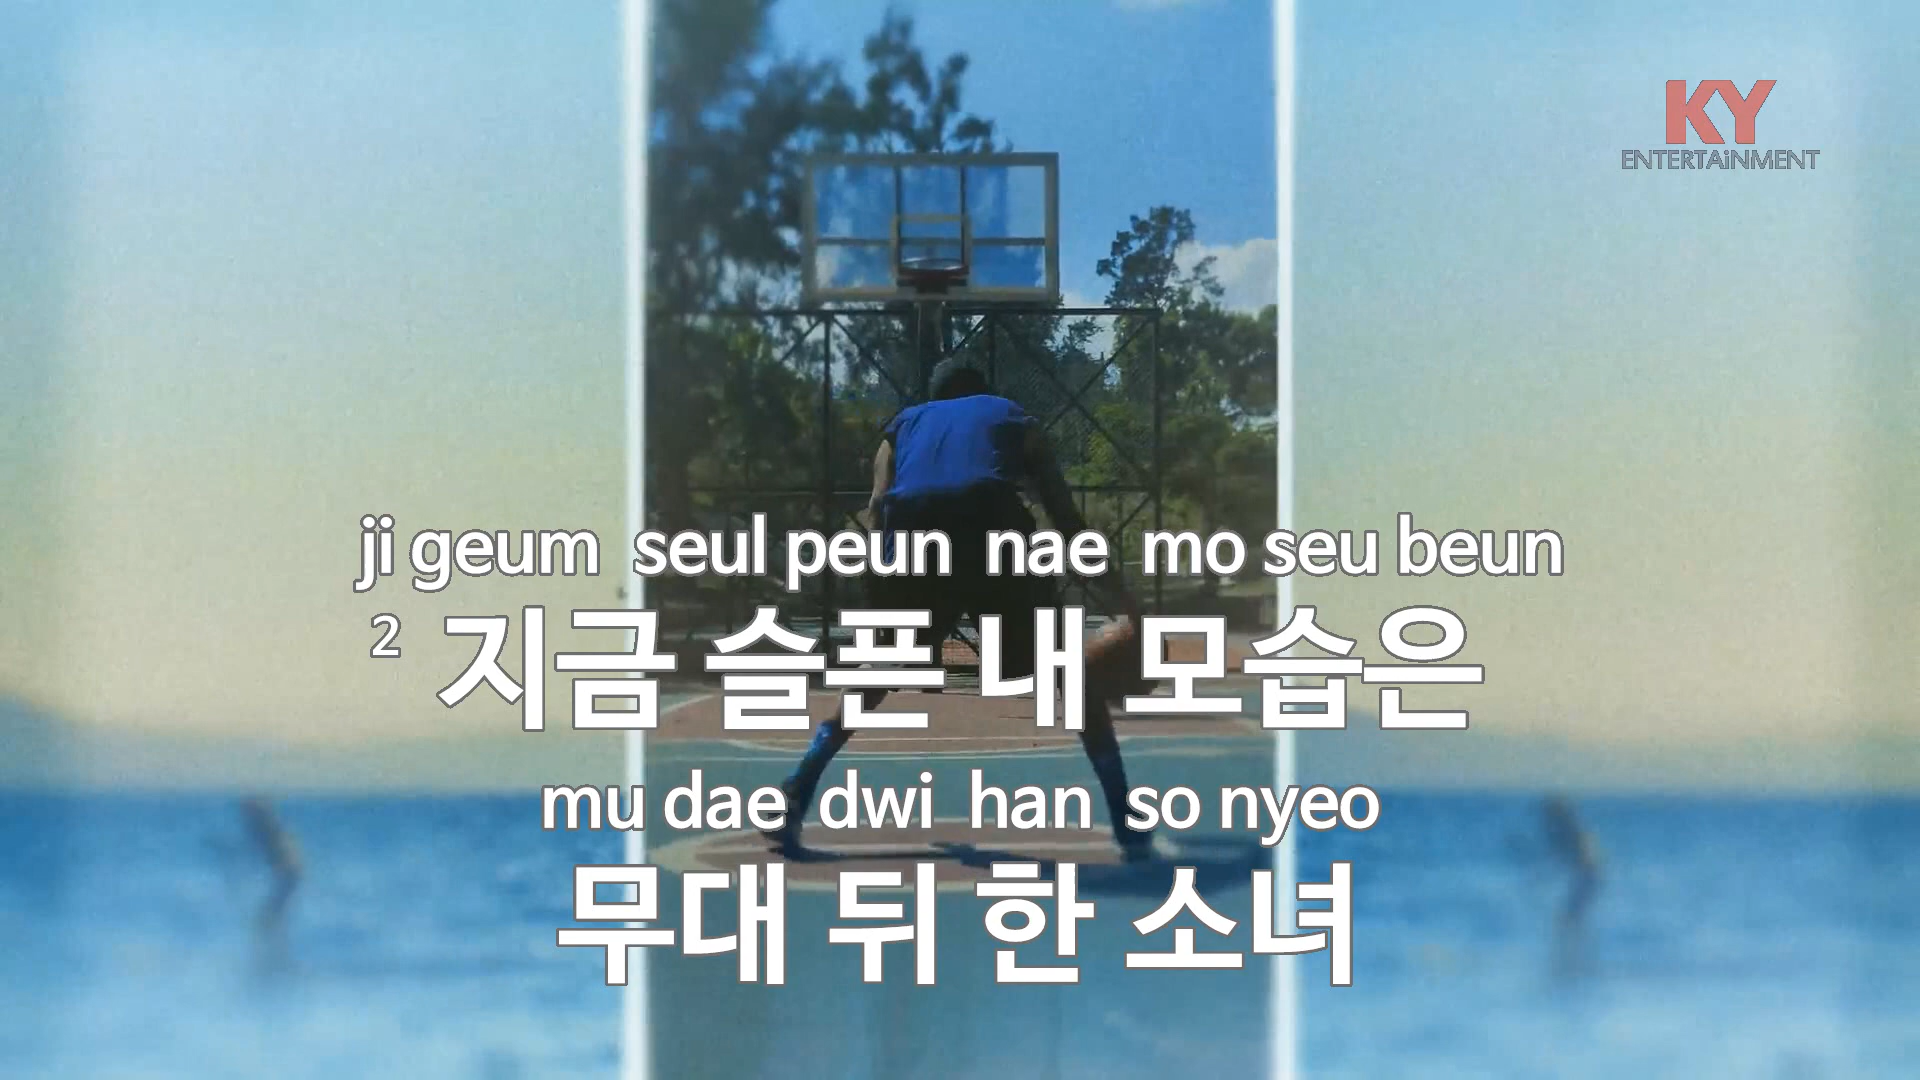 KY
ENTERTAiNMENT
ji geum seul peun nae mo seu beun
2 지금 슬픈 내 모습은
mu dae dwi han so nyeo
무대 뒤 한 소녀